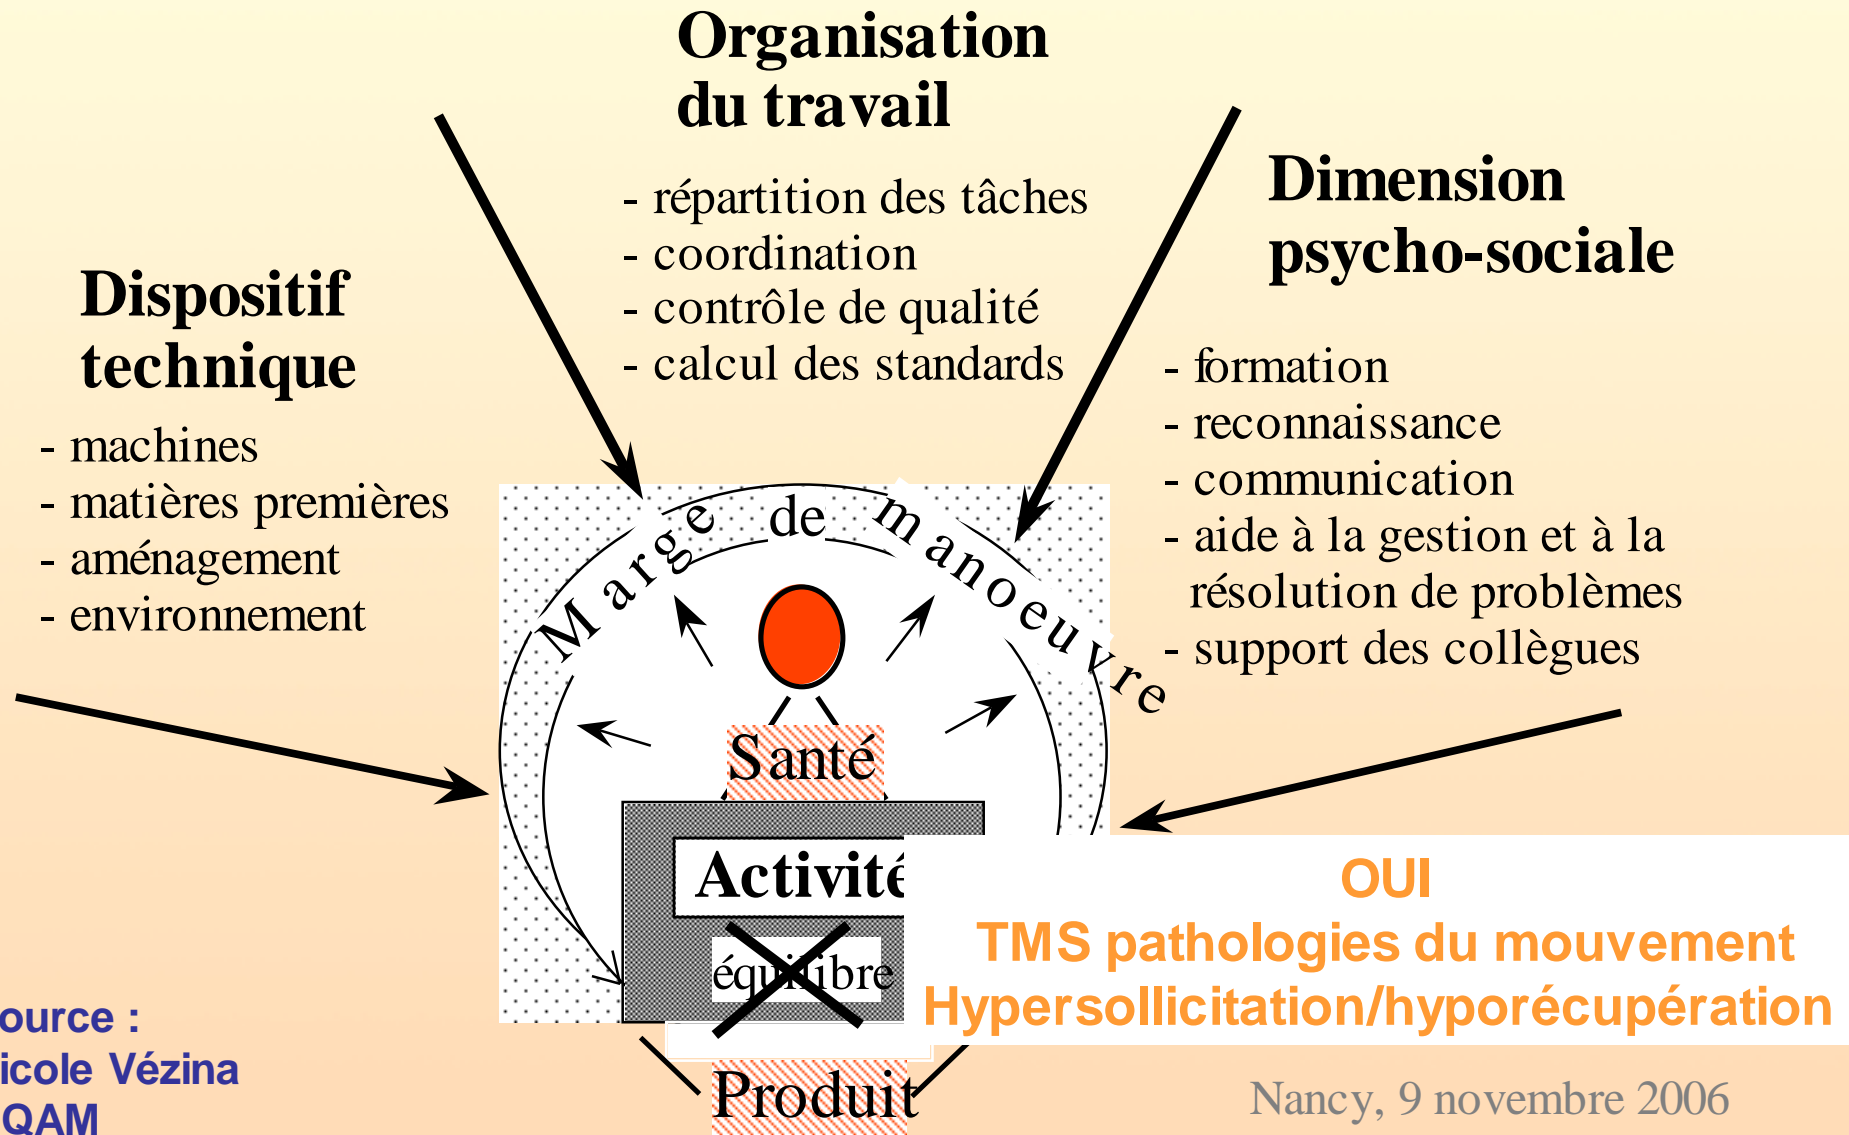 Organisation
du travail
- répartition des tâches
- coordination
- contrôle de qualité
- calcul des standards
Dimension
psycho-sociale
- formation
- reconnaissance
- communication
- aide à la gestion et à la
résolution de problèmes
- support des collègues
Dispositif
technique
- machines
- matières premières
- aménagement
- environnement
Marge de manoeuvre
Santé
Activité
équilibre
Produit
OUI
TMS pathologies du mouvement
Hypersollicitation/hyporécupération
ource :
icole Vézina
QAM
Nancy, 9 novembre 2006